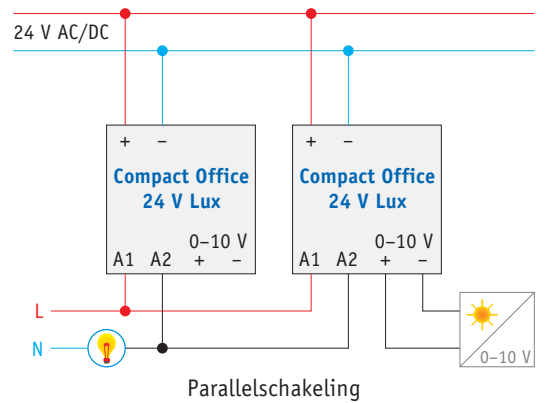 24 V AC/DC
+ − + −
Compact Office Compact Office
24 V Lux 24 V Lux
0–10 V 0–10 V
A1 A2 + − A1 A2 + −
L
N
0–10 V
Parallelschakeling